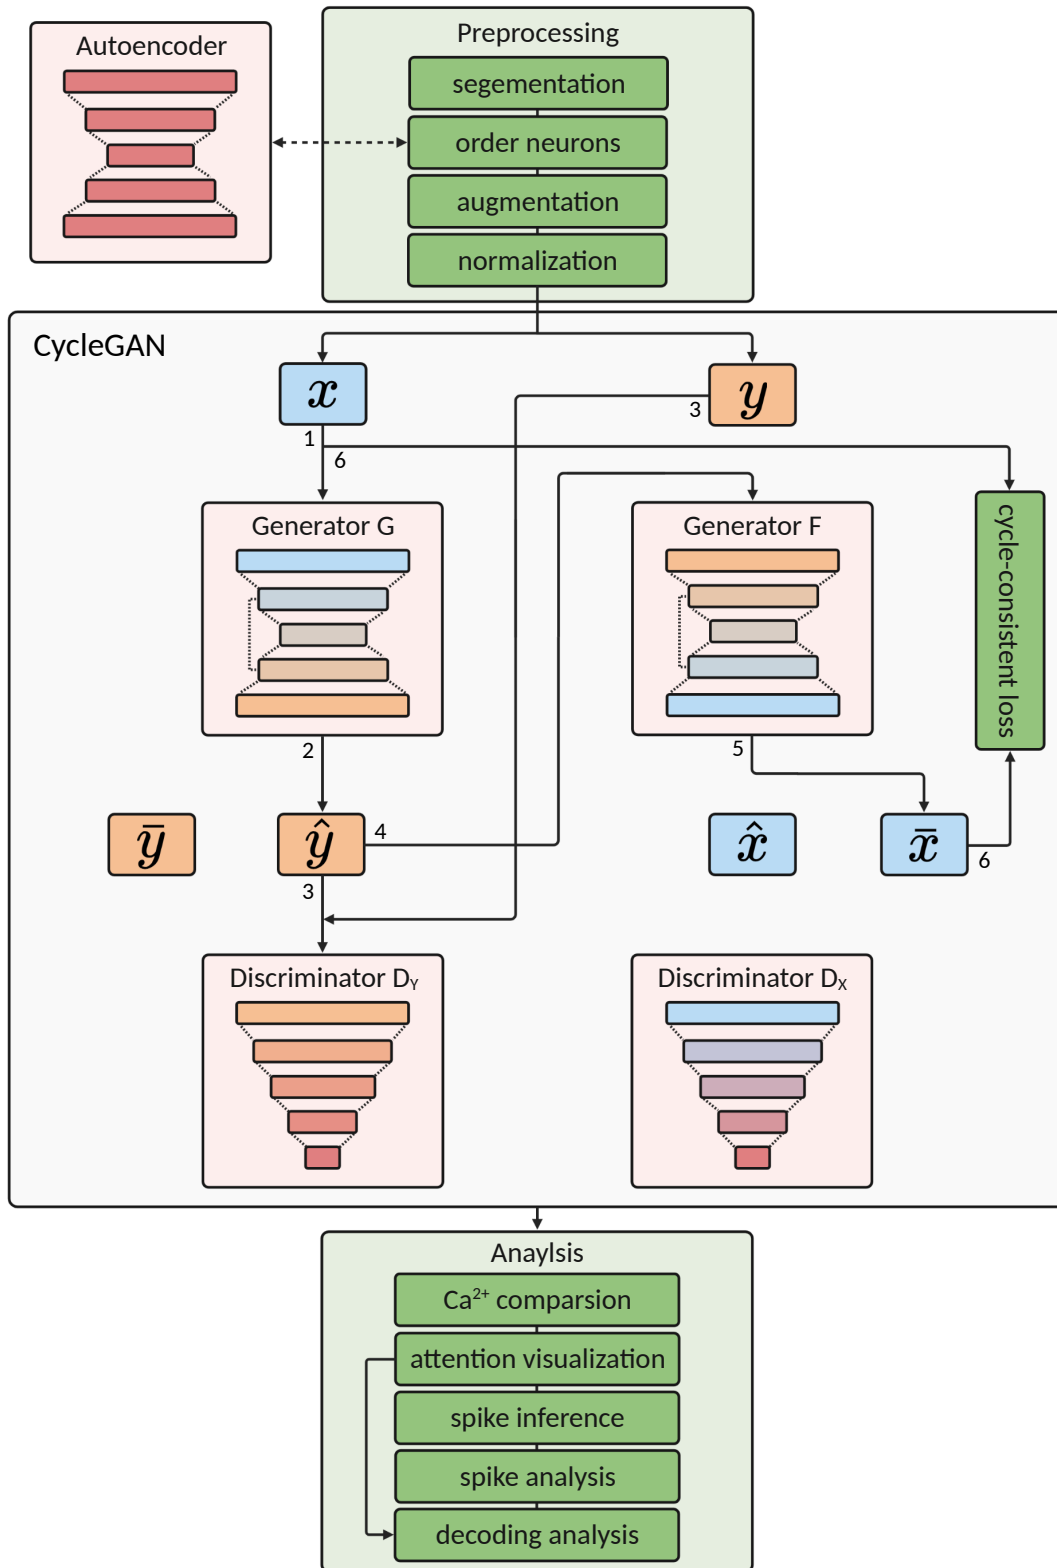 Autoencoder
Preprocessing
segementation
order neurons
augmentation
normalization
CycleGAN
x
y
1
6
3
Generator G
Generator F
cycle-consistent loss
2
5
ȳ
ŷ
4
x̂
x̄
6
3
Discriminator D_Y
Discriminator D_X
Anaylsis
Ca²⁺ comparsion
attention visualization
spike inference
spike analysis
decoding analysis